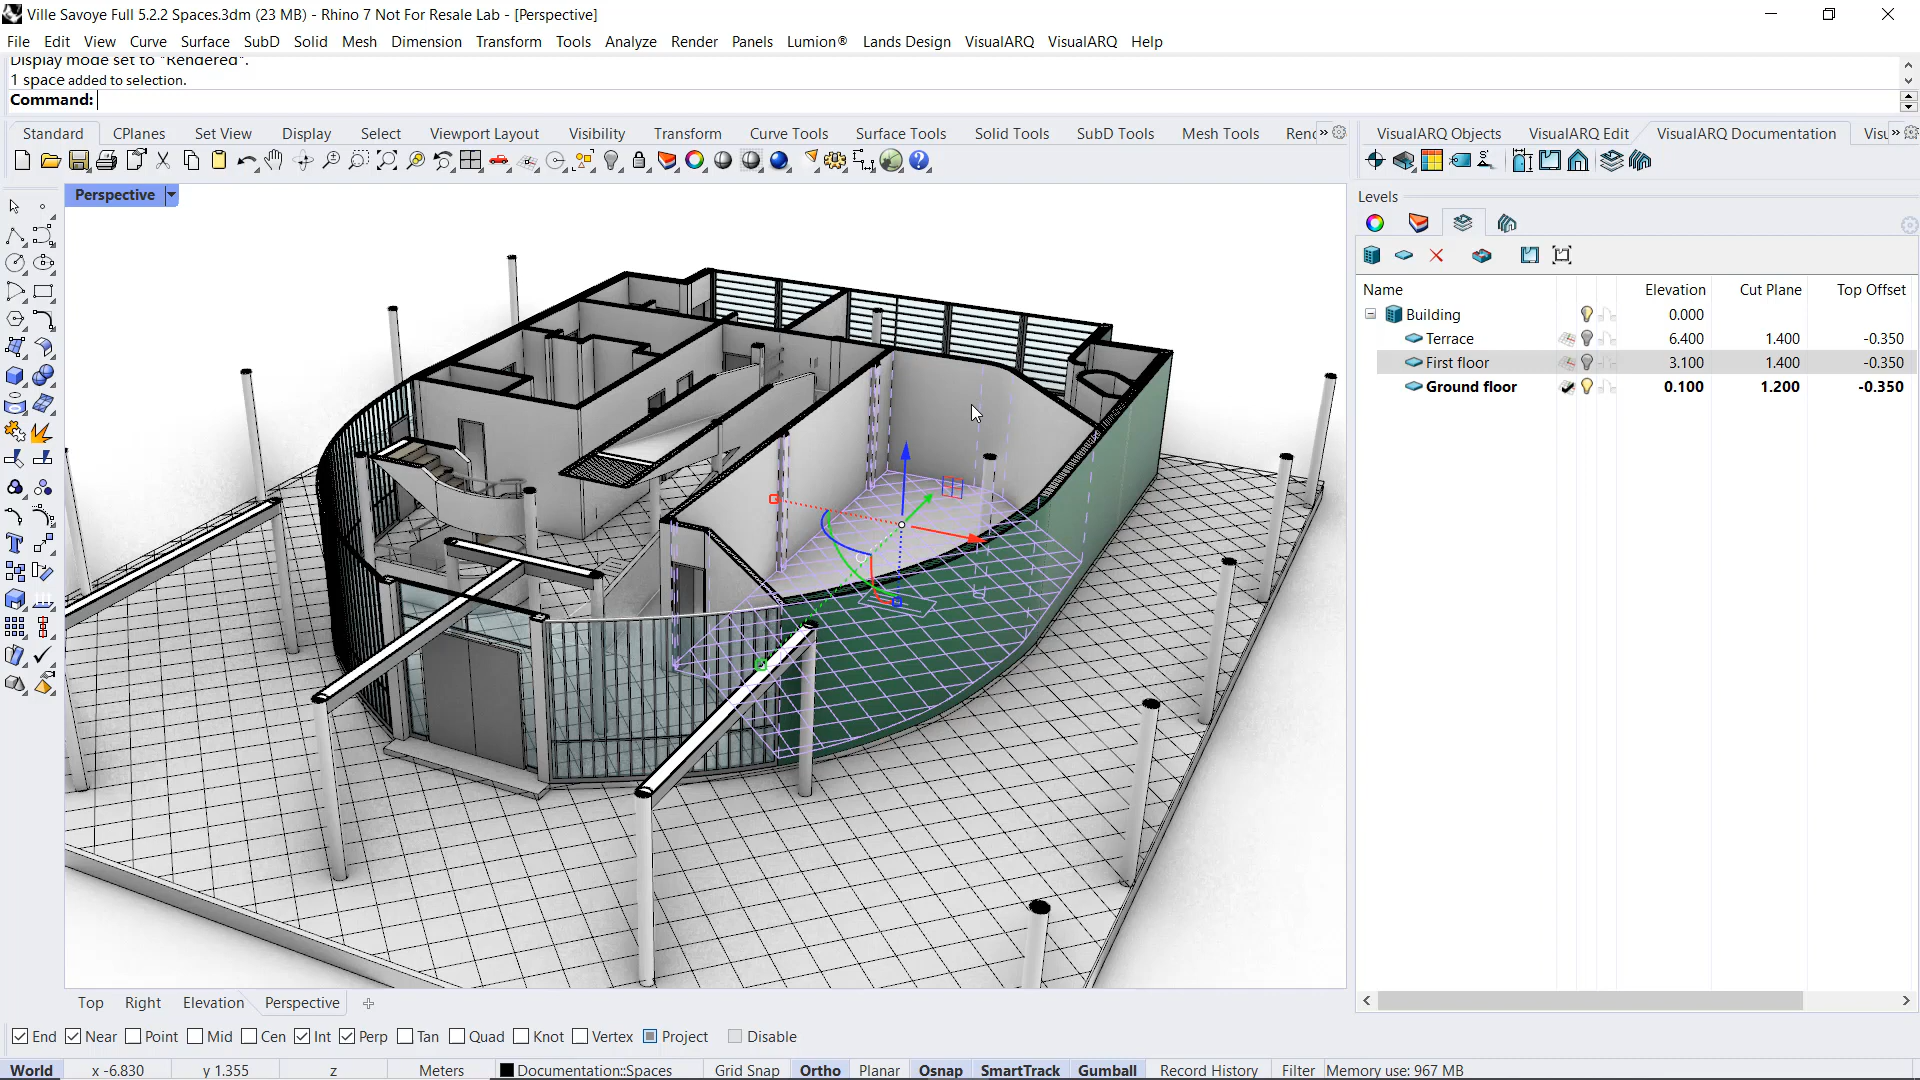 Ville Savoye Full 5.2.2 Spaces.3dm (23 MB) - Rhino 7 Not For Resale Lab - [Perspective]
File Edit View Curve Surface SubD Solid Mesh Dimension Transform Tools Analyze Render Panels Lumion® Lands Design VisualARQ VisualARQ Help
Display mode set to "Rendered".
1 space added to selection.
Command:
Standard CPlanes Set View Display Select Viewport Layout Visibility Transform Curve Tools Surface Tools Solid Tools SubD Tools Mesh Tools Renc »
VisualARQ Objects VisualARQ Edit VisualARQ Documentation Visu »
Perspective
Levels
Name Elevation Cut Plane Top Offset
Building 0.000
Terrace 6.400 1.400 -0.350
First floor 3.100 1.400 -0.350
Ground floor 0.100 1.200 -0.350
Top Right Elevation Perspective
End Near Point Mid Cen Int Perp Tan Quad Knot Vertex Project Disable
World x -6.830 y 1.355 z Meters Documentation::Spaces Grid Snap Ortho Planar Osnap SmartTrack Gumball Record History Filter Memory use: 967 MB